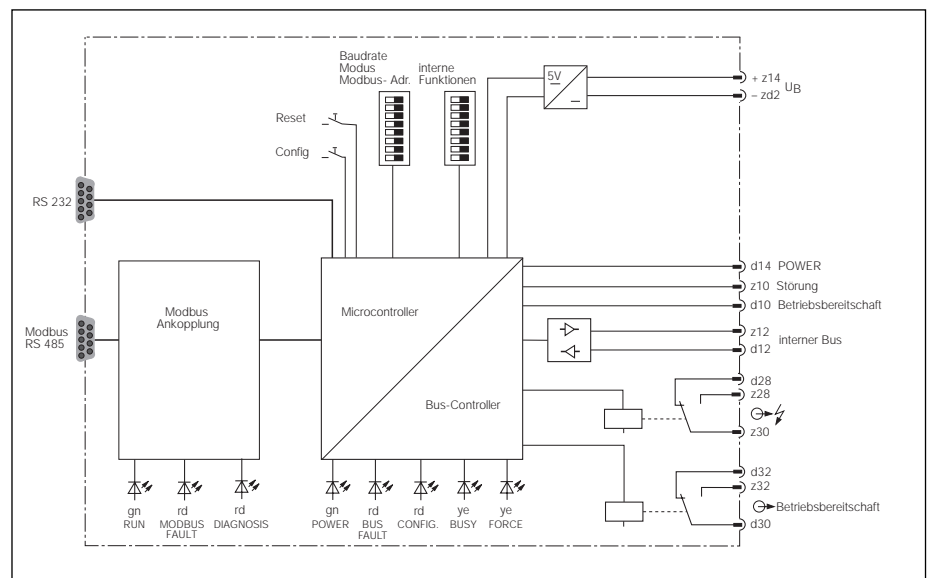 Baudrate
Modus
Modbus- Adr.
interne
Funktionen
5V
+ z14
UB
– zd2
Reset
Config
RS 232
Modbus
Ankopplung
Microcontroller
Bus-Controller
Modbus
RS 485
d14 POWER
z10 Störung
d10 Betriebsbereitschaft
z12
interner Bus
d12
d28
z28
z30
d32
z32
Betriebsbereitschaft
d30
gn
RUN
rd
MODBUS
FAULT
rd
DIAGNOSIS
gn
POWER
rd
BUS
FAULT
rd
CONFIG.
ye
BUSY
ye
FORCE